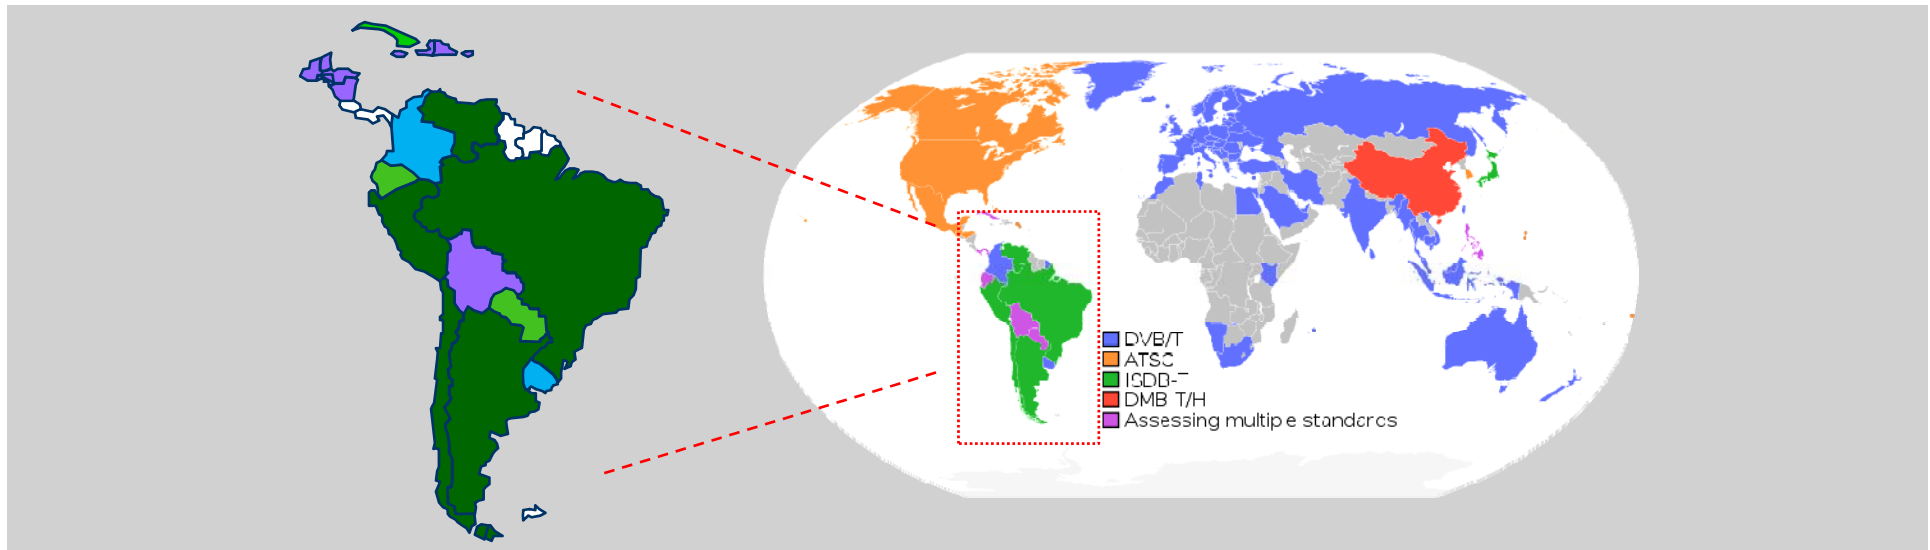 DVB/T
ATSC
ISDB-T
DMB T/H
Assessing multiple standards